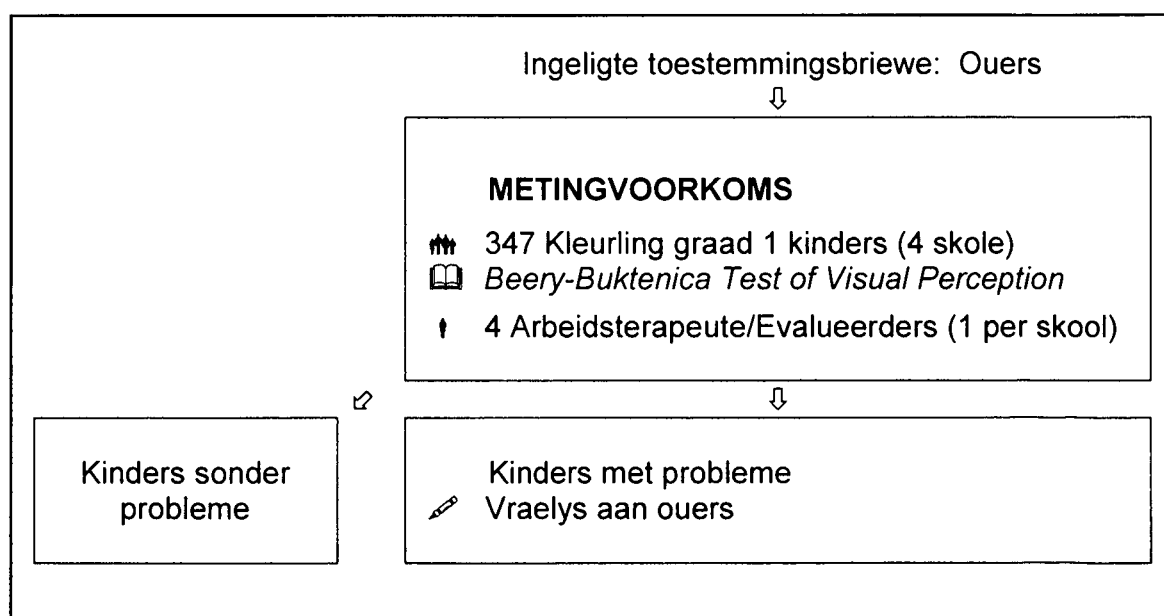 Ingeligte toestemmingsbriewe: Ouers
METINGVOORKOMS
347 Kleurling graad 1 kinders (4 skole)
Beery-Buktenica Test of Visual Perception
4 Arbeidsterapeute/Evalueerders (1 per skool)
Kinders sonder
probleme
Kinders met probleme
Vraelys aan ouers